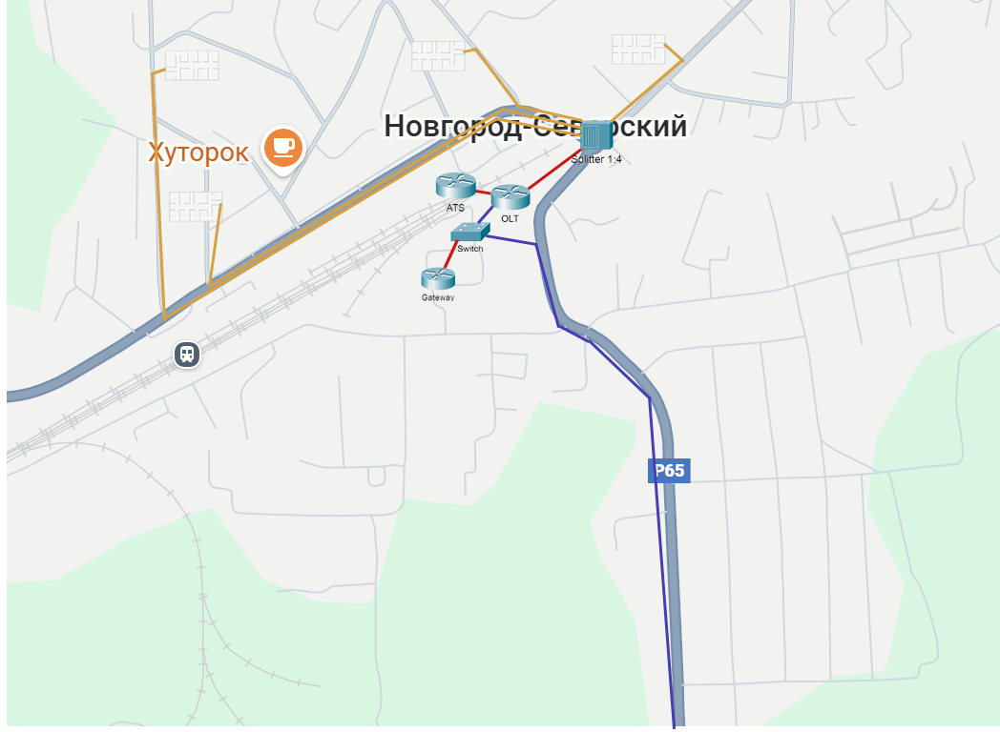 Новгород-Северский
Хуторок
Splitter 1:4
ATS
OLT
Switch
Gateway
P65